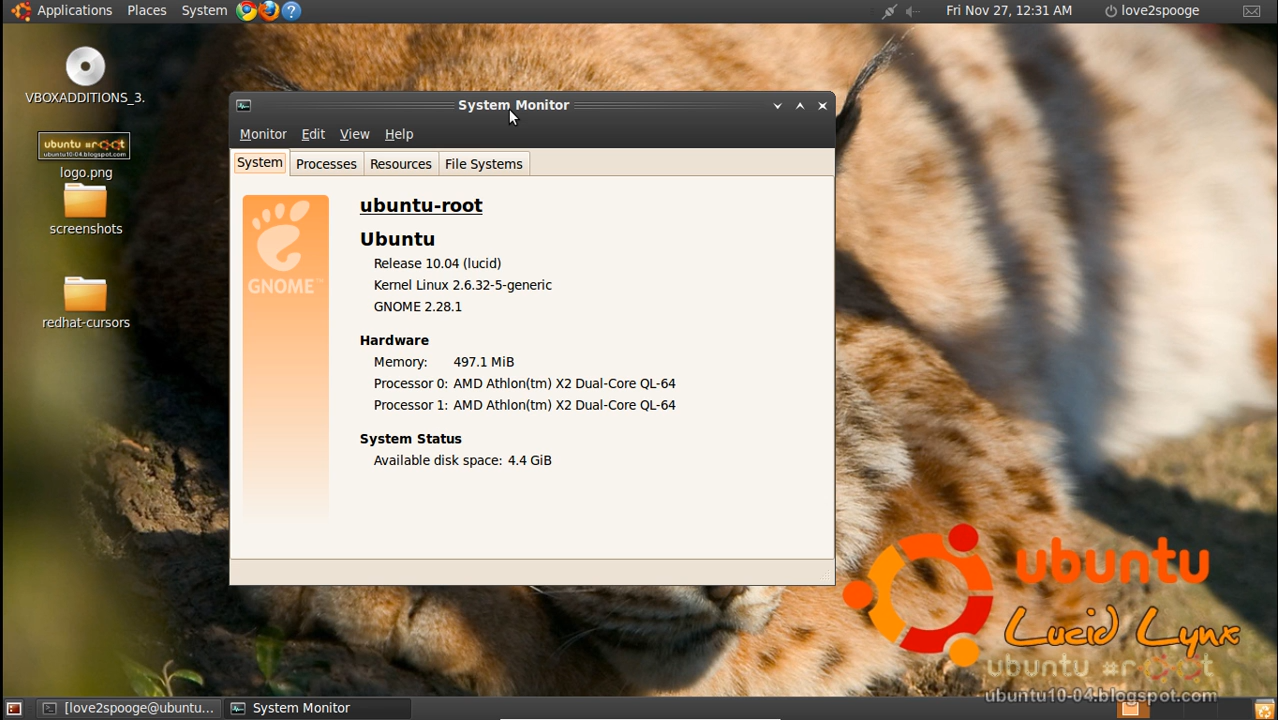 Applications Places System Fri Nov 27, 12:31 AM love2spooge
VBOXADDITIONS_3.
ubuntu #root
ubuntu10-04.blogspot.com
logo.png
screenshots
redhat-cursors
System Monitor
Monitor Edit View Help
System Processes Resources File Systems
GNOME™
ubuntu-root
Ubuntu
Release 10.04 (lucid)
Kernel Linux 2.6.32-5-generic
GNOME 2.28.1
Hardware
Memory: 497.1 MiB
Processor 0: AMD Athlon(tm) X2 Dual-Core QL-64
Processor 1: AMD Athlon(tm) X2 Dual-Core QL-64
System Status
Available disk space: 4.4 GiB
ubuntu
Lucid Lynx
ubuntu #root
ubuntu10-04.blogspot.com
[love2spooge@ubuntu... System Monitor